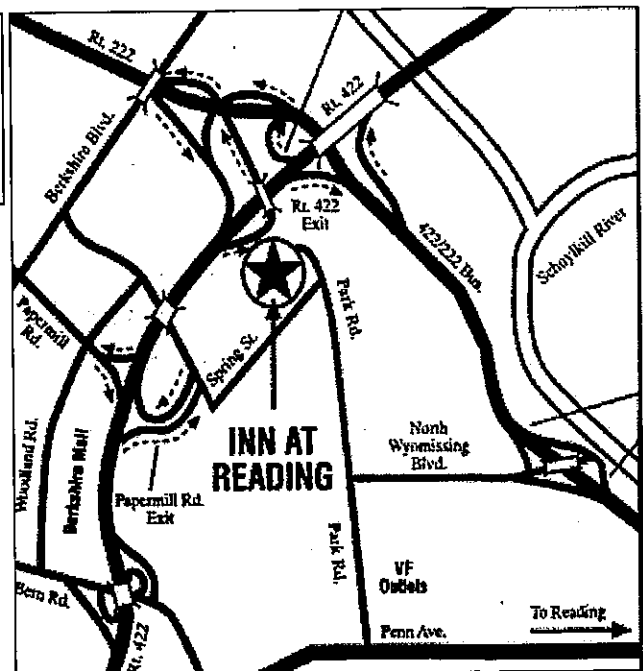 Rt. 222
Rt. 422
Berkshire Blvd.
Rt. 422
Exit
422/222 Bus.
Schuylkill River
Park Rd.
Papermill
Rd.
Spring St.
INN AT
READING
North
Wyomissing
Blvd.
Woodland Rd.
Berkshire Mall
Papermill Rd.
Exit
Park Rd.
VF
Outlets
Bern Rd.
To Reading
Penn Ave.
Rt. 422